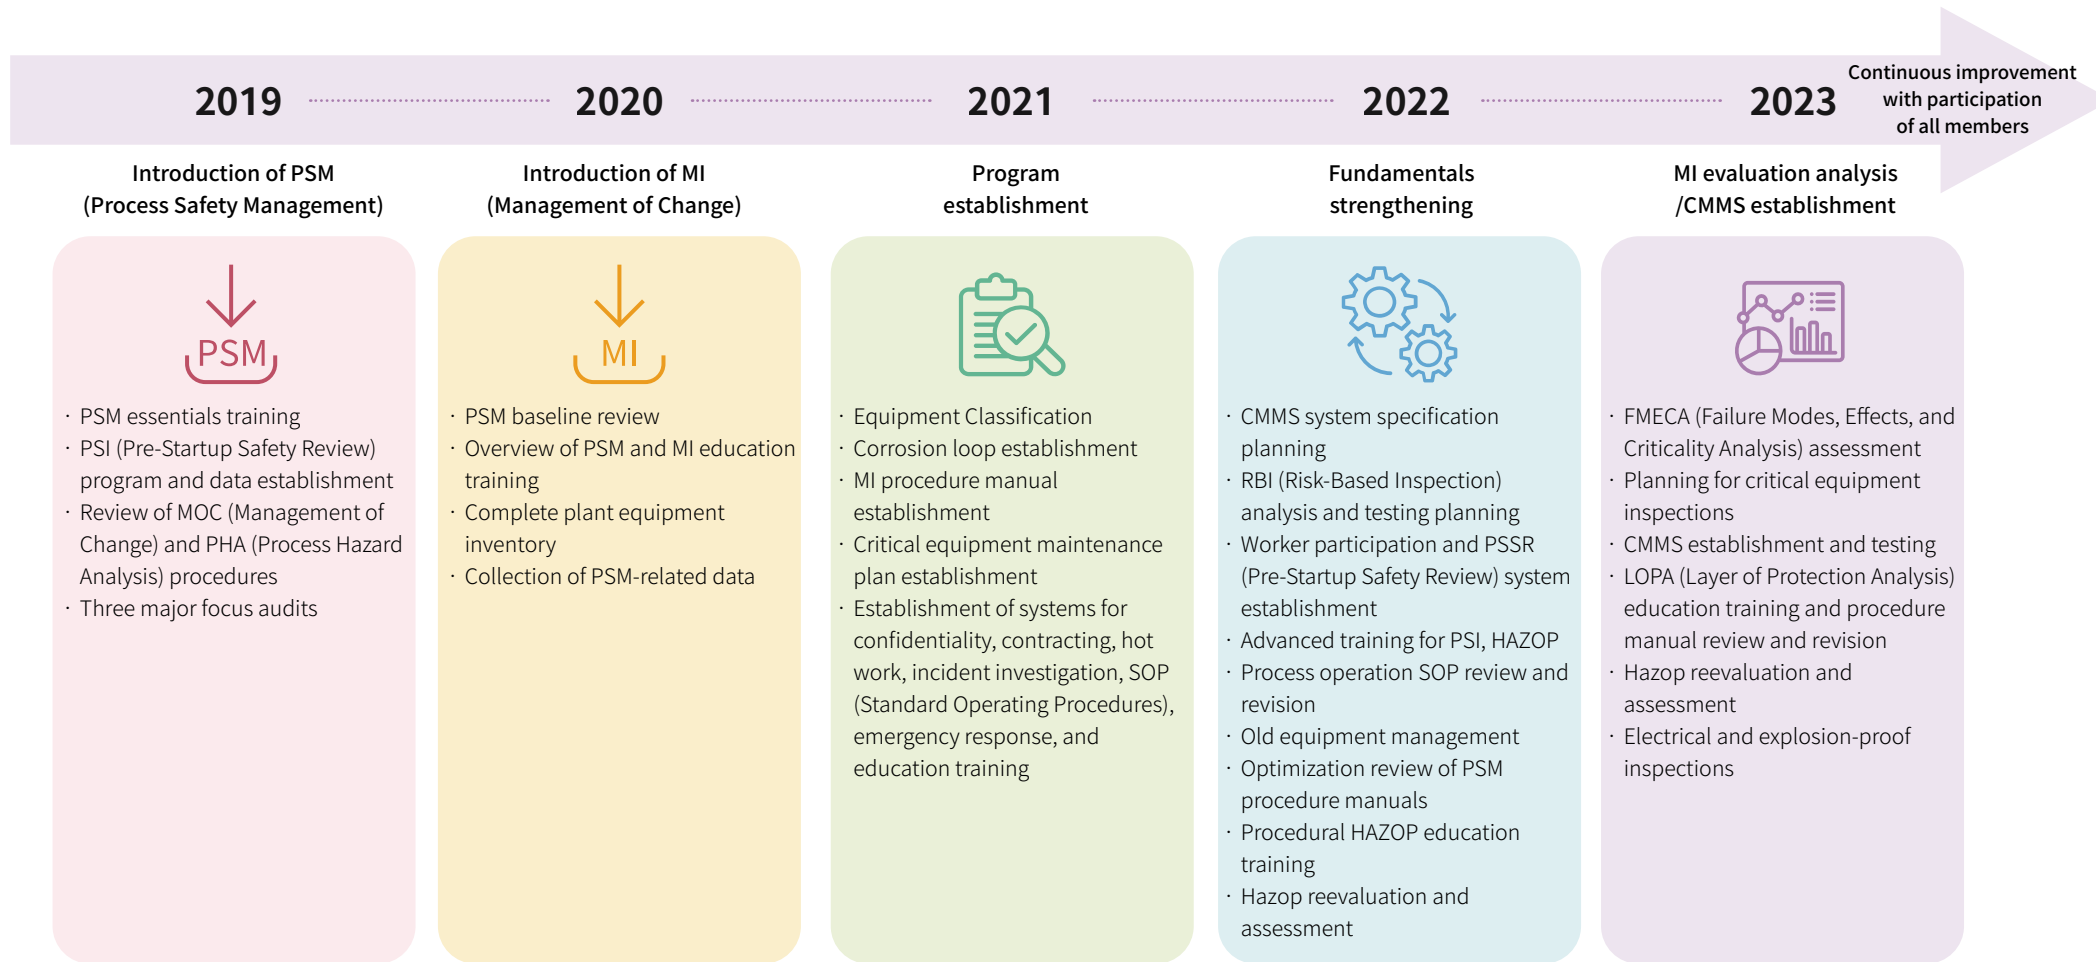 2019
2020
2021
2022
2023
Continuous improvement
with participation
of all members
Introduction of PSM
(Process Safety Management)
PSM
· PSM essentials training
· PSI (Pre-Startup Safety Review)
program and data establishment
· Review of MOC (Management of
Change) and PHA (Process Hazard
Analysis) procedures
· Three major focus audits
Introduction of MI
(Management of Change)
MI
· PSM baseline review
· Overview of PSM and MI education
training
· Complete plant equipment
inventory
· Collection of PSM-related data
Program
establishment
· Equipment Classification
· Corrosion loop establishment
· MI procedure manual
establishment
· Critical equipment maintenance
plan establishment
· Establishment of systems for
confidentiality, contracting, hot
work, incident investigation, SOP
(Standard Operating Procedures),
emergency response, and
education training
Fundamentals
strengthening
· CMMS system specification
planning
· RBI (Risk-Based Inspection)
analysis and testing planning
· Worker participation and PSSR
(Pre-Startup Safety Review) system
establishment
· Advanced training for PSI, HAZOP
· Process operation SOP review and
revision
· Old equipment management
· Optimization review of PSM
procedure manuals
· Procedural HAZOP education
training
· Hazop reevaluation and
assessment
MI evaluation analysis
/CMMS establishment
· FMECA (Failure Modes, Effects, and
Criticality Analysis) assessment
· Planning for critical equipment
inspections
· CMMS establishment and testing
· LOPA (Layer of Protection Analysis)
education training and procedure
manual review and revision
· Hazop reevaluation and
assessment
· Electrical and explosion-proof
inspections